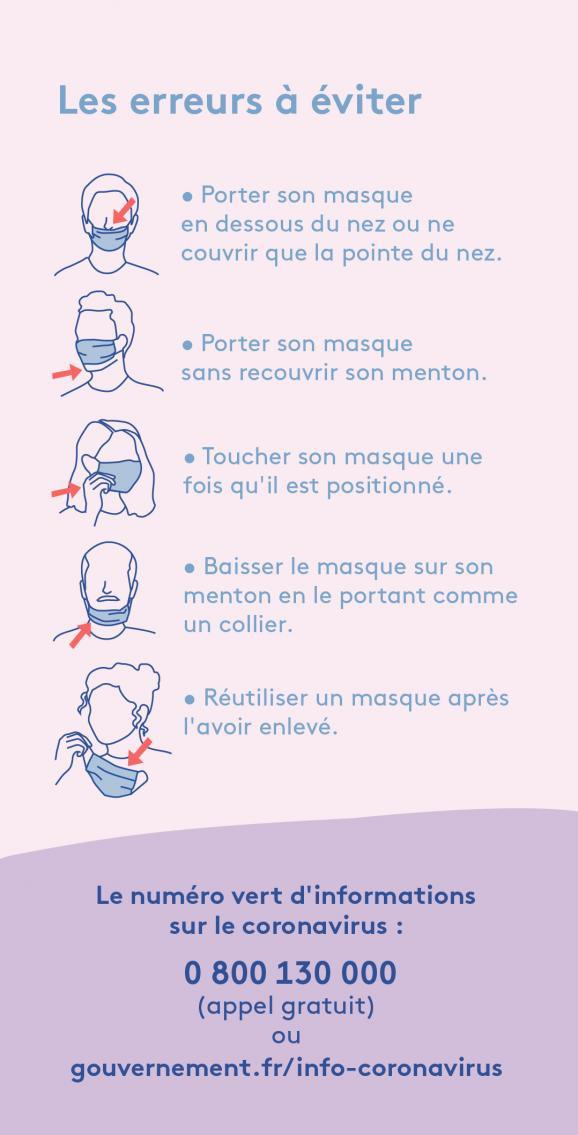 Les erreurs à éviter
• Porter son masque
en dessous du nez ou ne
couvrir que la pointe du nez.
• Porter son masque
sans recouvrir son menton.
• Toucher son masque une
fois qu'il est positionné.
• Baisser le masque sur son
menton en le portant comme
un collier.
• Réutiliser un masque après
l'avoir enlevé.
Le numéro vert d'informations
sur le coronavirus :
0 800 130 000
(appel gratuit)
ou
gouvernement.fr/info-coronavirus